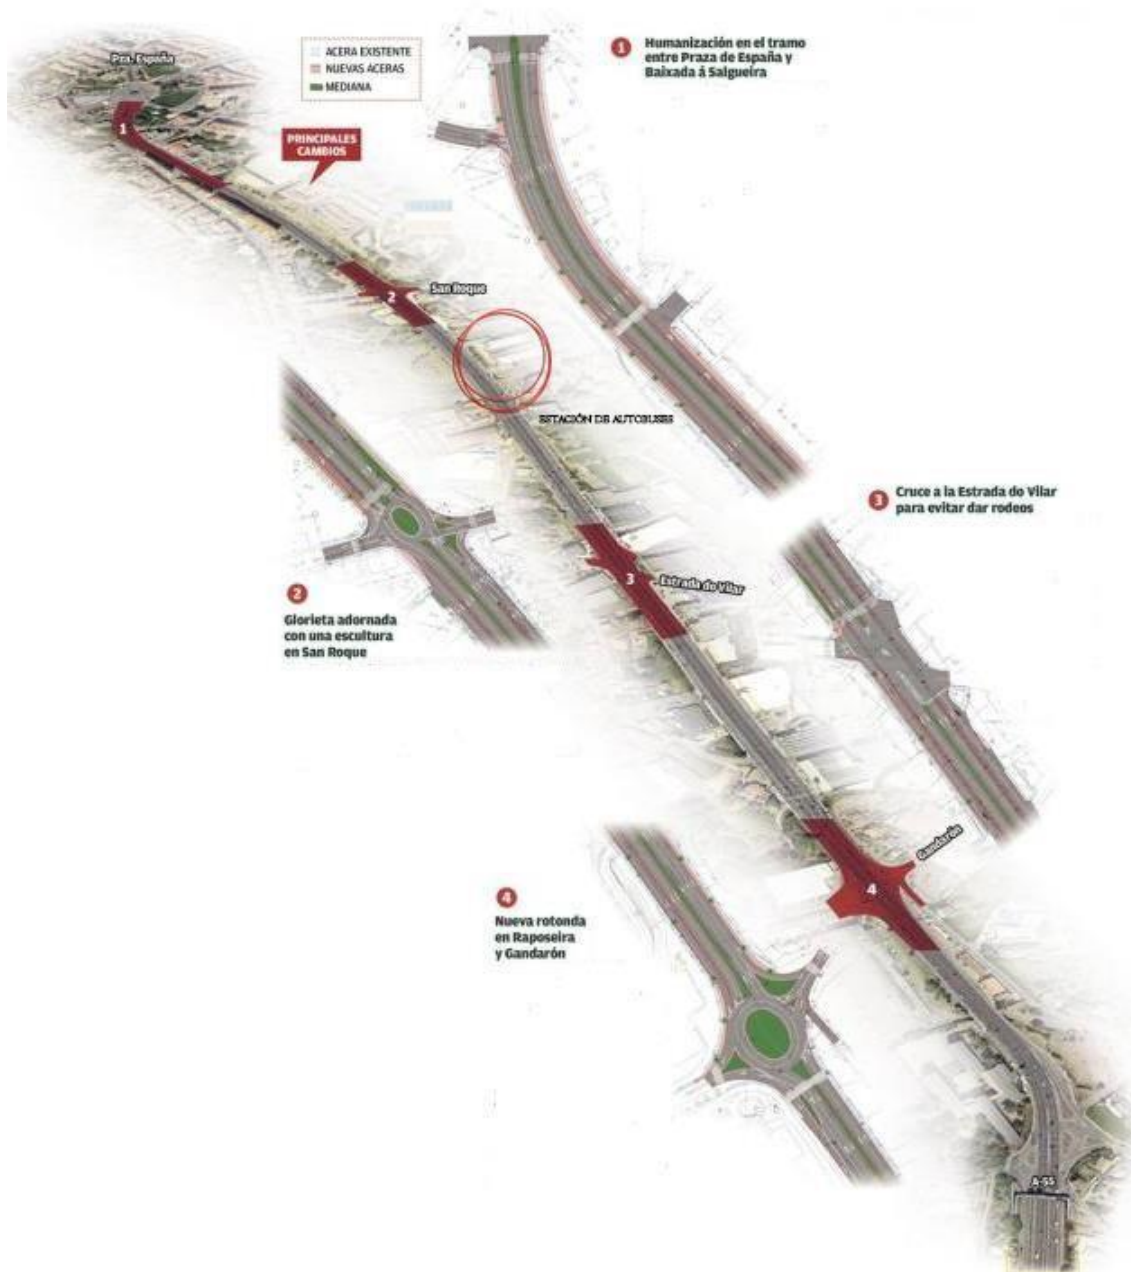 Pza. España
ACERA EXISTENTE
NUEVAS ACERAS
MEDIANA
1
Humanización en el tramo
entre Praza de España y
Baixada á Salgueira
1
PRINCIPALES
CAMBIOS
2
San Roque
ESTACIÓN DE AUTOBUSES
3
Cruce a la Estrada do Vilar
para evitar dar rodeos
3
Estrada do Vilar
2
Glorieta adornada
con una escultura
en San Roque
Gandarón
4
4
Nueva rotonda
en Raposeira
y Gandarón
A-55